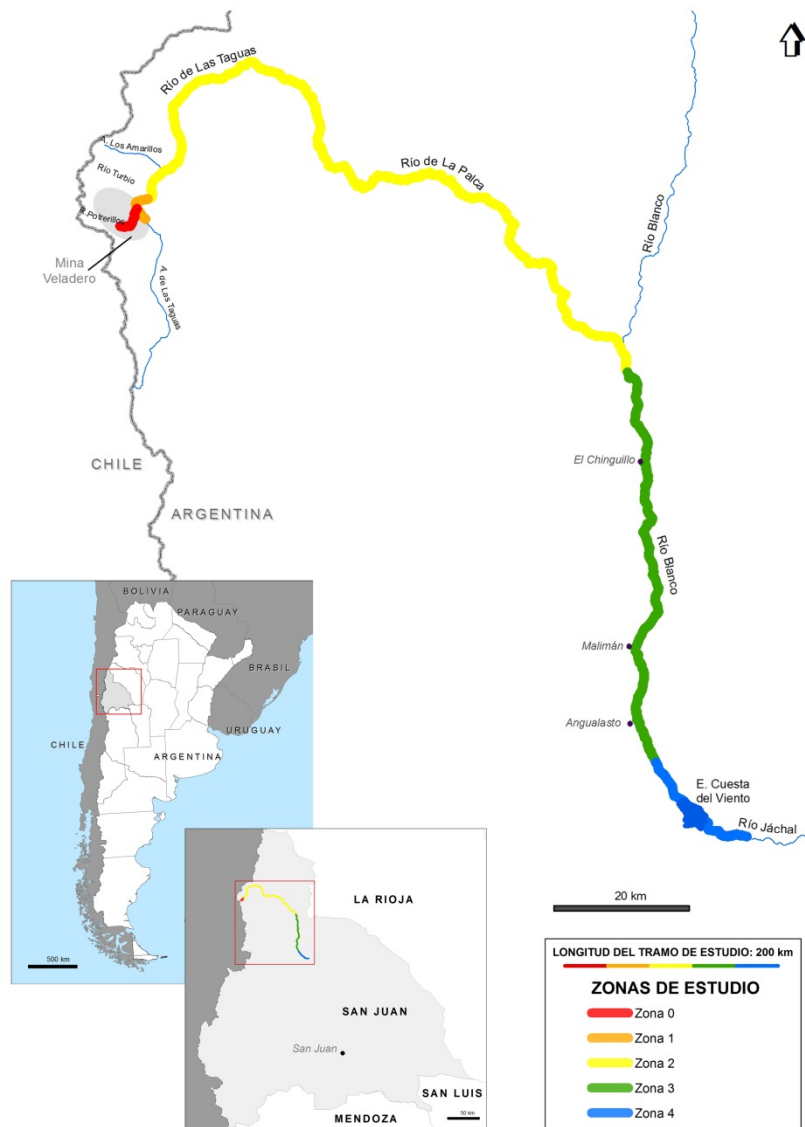 Río de Las Taguas
A. Los Amarillos
Río Turbio
R. Potrerillos
Mina
Veladero
A. de Las Taguas
Río de La Palca
Río Blanco
CHILE
ARGENTINA
El Chinguillo
Río Blanco
Malimán
Angualasto
E. Cuesta
del Viento
Río Jáchal
20 km
BOLIVIA
PARAGUAY
BRASIL
URUGUAY
CHILE
ARGENTINA
500 km
LA RIOJA
SAN JUAN
San Juan
SAN LUIS
MENDOZA
30 km
LONGITUD DEL TRAMO DE ESTUDIO: 200 km
ZONAS DE ESTUDIO
Zona 0
Zona 1
Zona 2
Zona 3
Zona 4